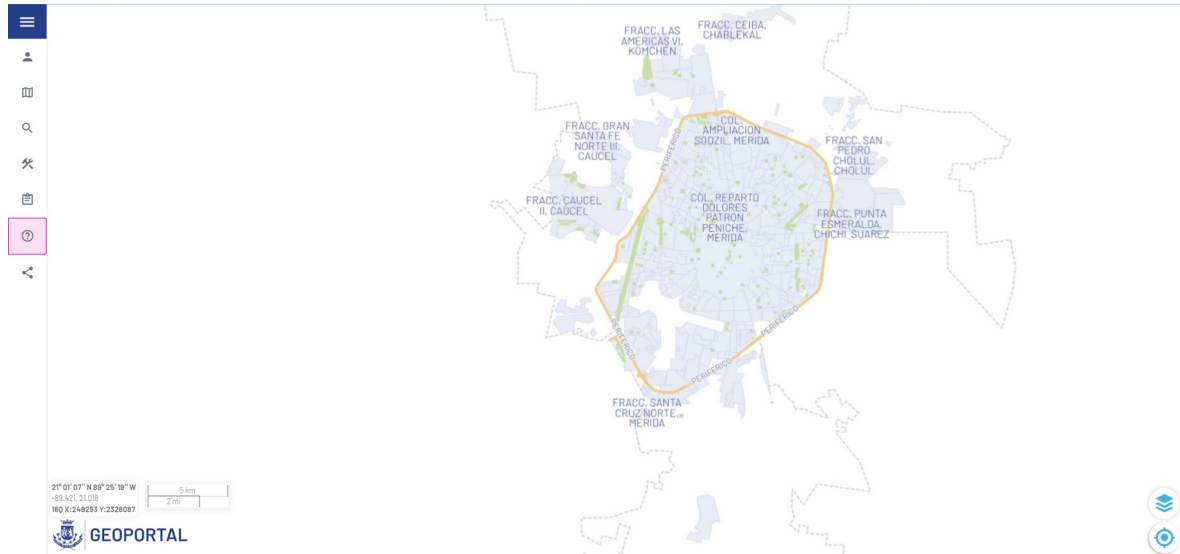 FRACC. LAS
AMERICAS VI,
KOMCHEN
FRACC. CEIBA,
CHABLEKAL
FRACC. GRAN
SANTA FE
NORTE III,
CAUCEL
PERIFERICO
COL.
AMPLIACION
SODZIL, MERIDA
FRACC. SAN
PEDRO
CHOLUL,
CHOLUL
FRACC. CAUCEL
II, CAUCEL
COL. REPARTO
DOLORES
PATRON
PENICHE,
MERIDA
FRACC. PUNTA
ESMERALDA,
CHICHI SUAREZ
PERIFERICO
PERIFERICO
PERIFERICO
FRACC. SANTA
CRUZ NORTE,
MERIDA
21° 01' 07'' N 89° 25' 19'' W
-89.421, 21.018
16Q X:248293 Y:2326087
5 km
2 mi
GEOPORTAL